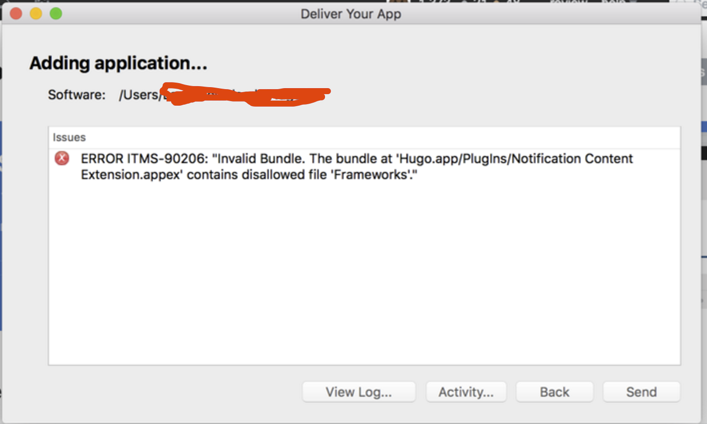 Deliver Your App
Adding application...
Software: /Users/
Issues
ERROR ITMS-90206: "Invalid Bundle. The bundle at 'Hugo.app/PlugIns/Notification Content
Extension.appex' contains disallowed file 'Frameworks'."
View Log... Activity... Back Send